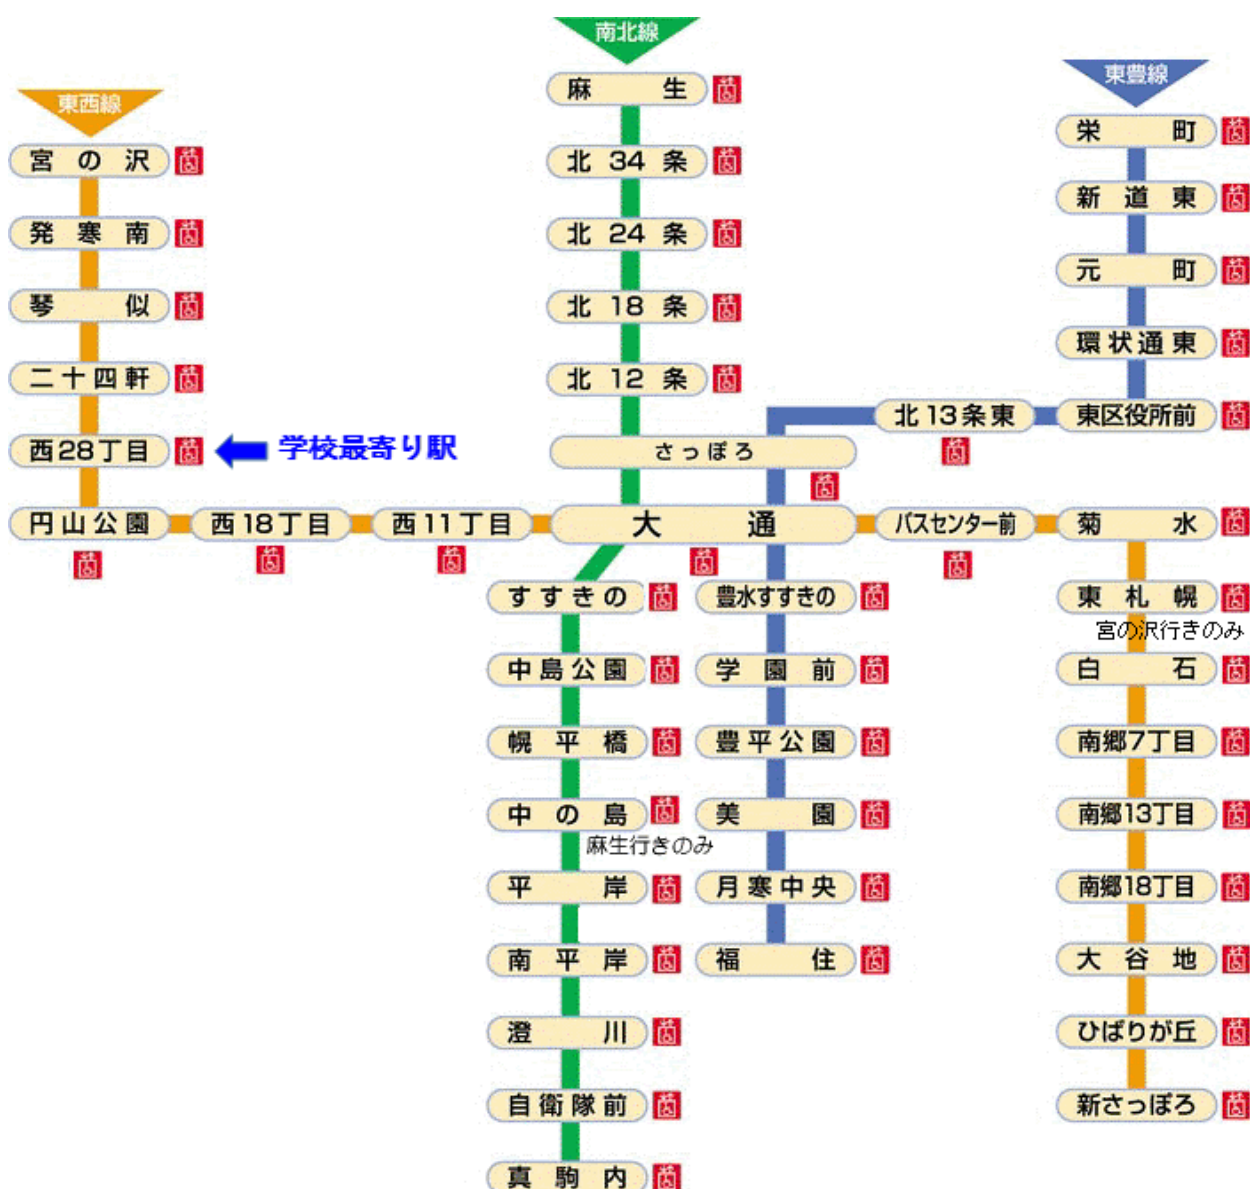 南北線
東豊線
東西線
麻生
栄町
宮の沢
北34条
新道東
発寒南
北24条
元町
琴似
北18条
環状通東
二十四軒
北12条
北13条東
東区役所前
西28丁目
学校最寄り駅
さっぽろ
円山公園
西18丁目
西11丁目
大通
バスセンター前
菊水
すすきの
豊水すすきの
東札幌
宮の沢行きのみ
中島公園
学園前
白石
幌平橋
豊平公園
南郷7丁目
中の島
美園
南郷13丁目
麻生行きのみ
平岸
月寒中央
南郷18丁目
南平岸
福住
大谷地
澄川
ひばりが丘
自衛隊前
新さっぽろ
真駒内